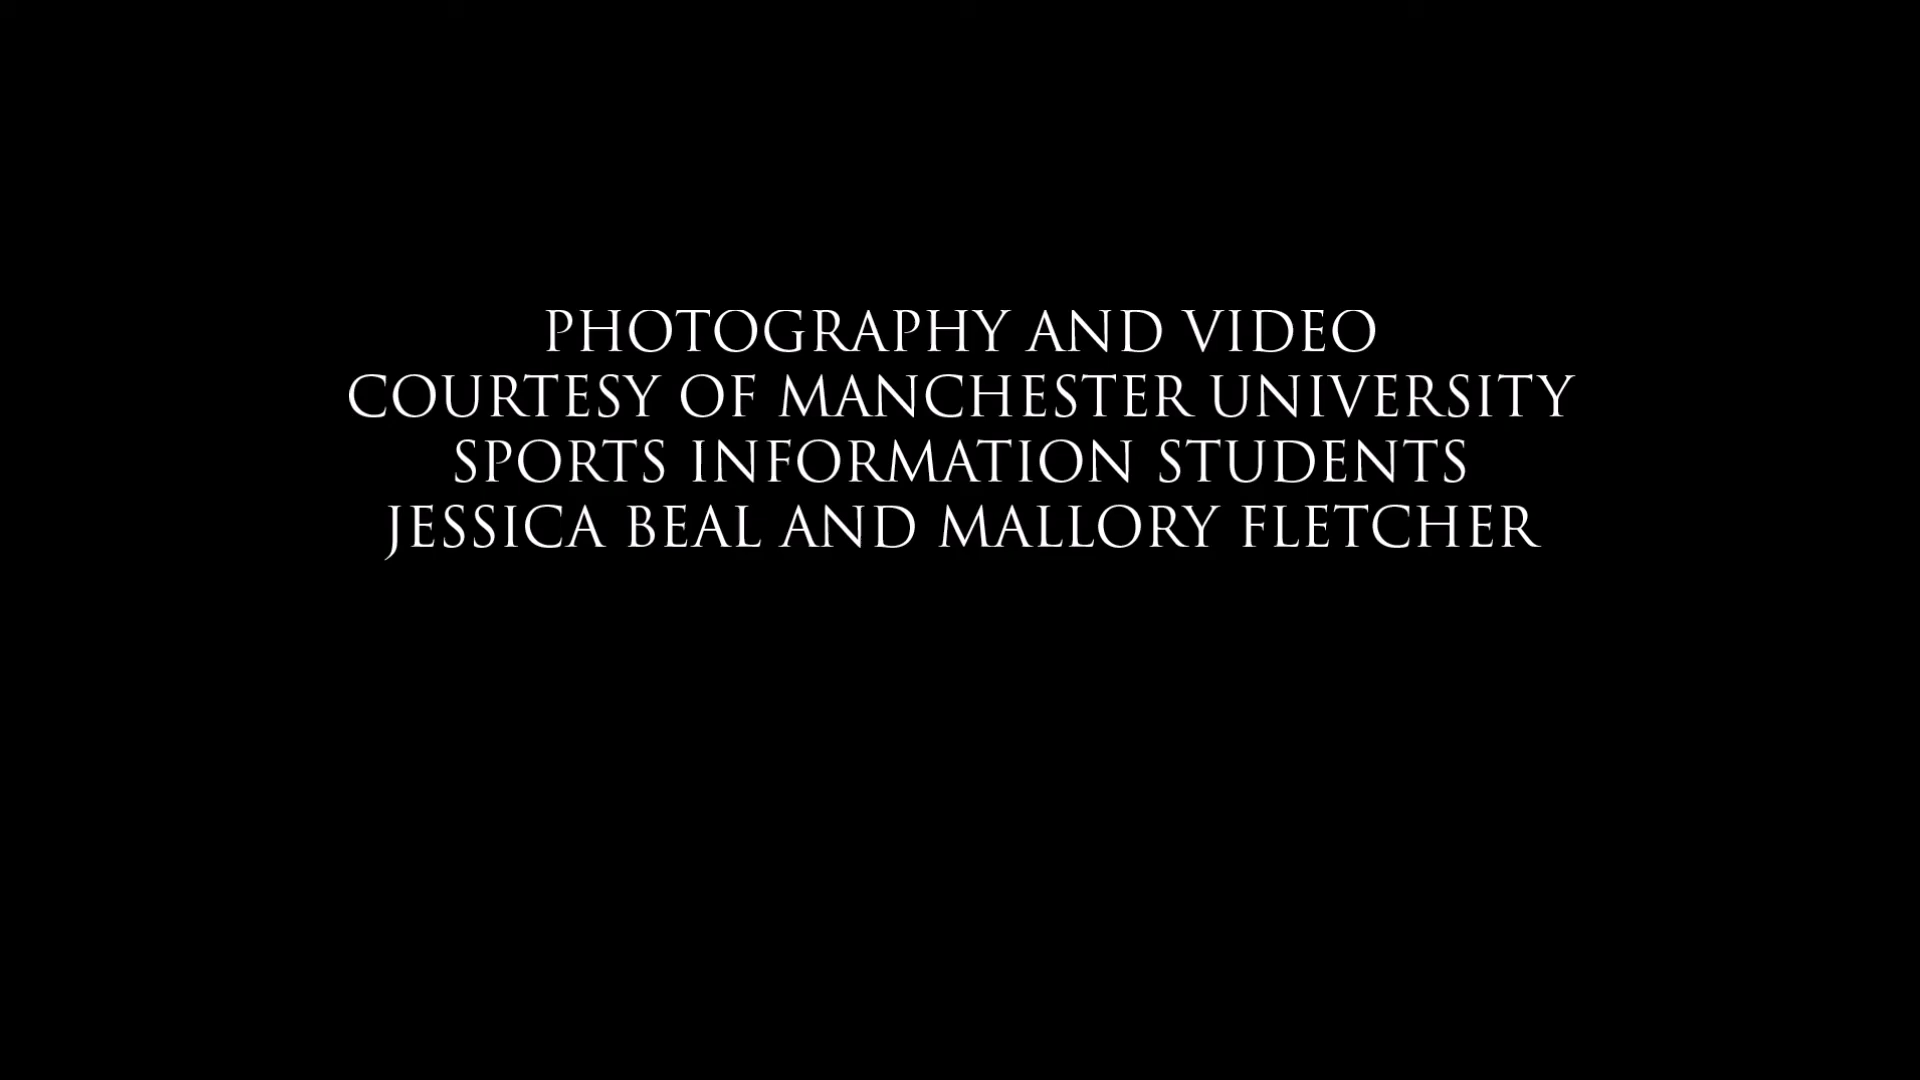 PHOTOGRAPHY AND VIDEO
COURTESY OF MANCHESTER UNIVERSITY
SPORTS INFORMATION STUDENTS
JESSICA BEAL AND MALLORY FLETCHER